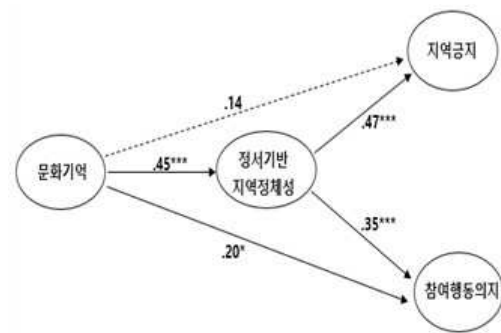 지역긍지
.14
.47***
문화기억
.45***
정서기반
지역정체성
.35***
.20*
참여행동의지